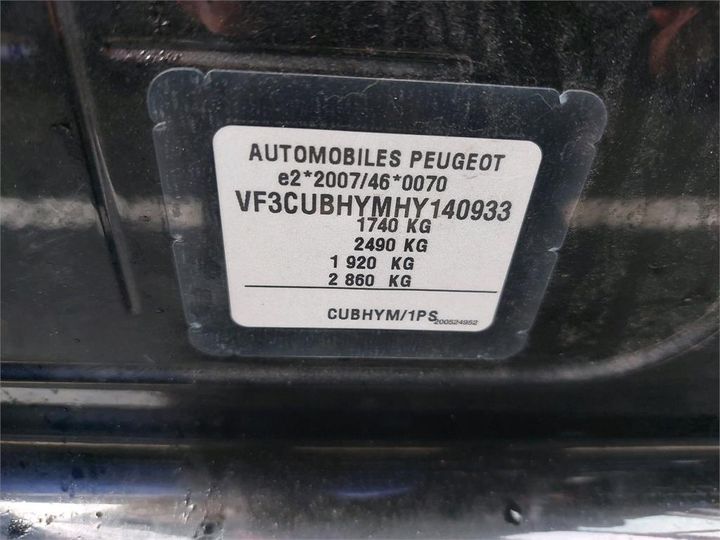 AUTOMOBILES PEUGEOT
e2*2007/46*0070
VF3CUBHYMHY140933
1740 KG
2490 KG
1 920 KG
2 860 KG
CUBHYM/1PS
200524952